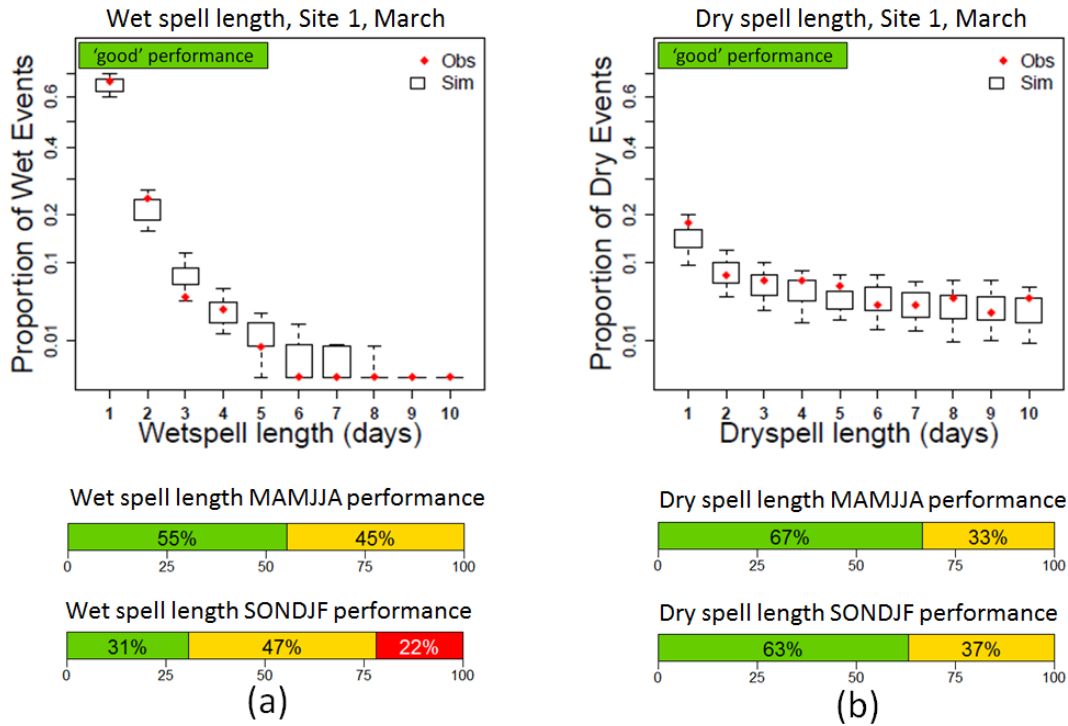 Wet spell length, Site 1, March
‘good’ performance
Obs
Sim
Proportion of Wet Events
0.6
0.4
0.2
0.1
0.01
1 2 3 4 5 6 7 8 9 10
Wetspell length (days)
Wet spell length MAMJJA performance
55% 45%
0 25 50 75 100
Wet spell length SONDJF performance
31% 47% 22%
0 25 50 75 100
(a)
Dry spell length, Site 1, March
‘good’ performance
Obs
Sim
Proportion of Dry Events
0.6
0.4
0.2
0.1
0.01
1 2 3 4 5 6 7 8 9 10
Dryspell length (days)
Dry spell length MAMJJA performance
67% 33%
0 25 50 75 100
Dry spell length SONDJF performance
63% 37%
0 25 50 75 100
(b)